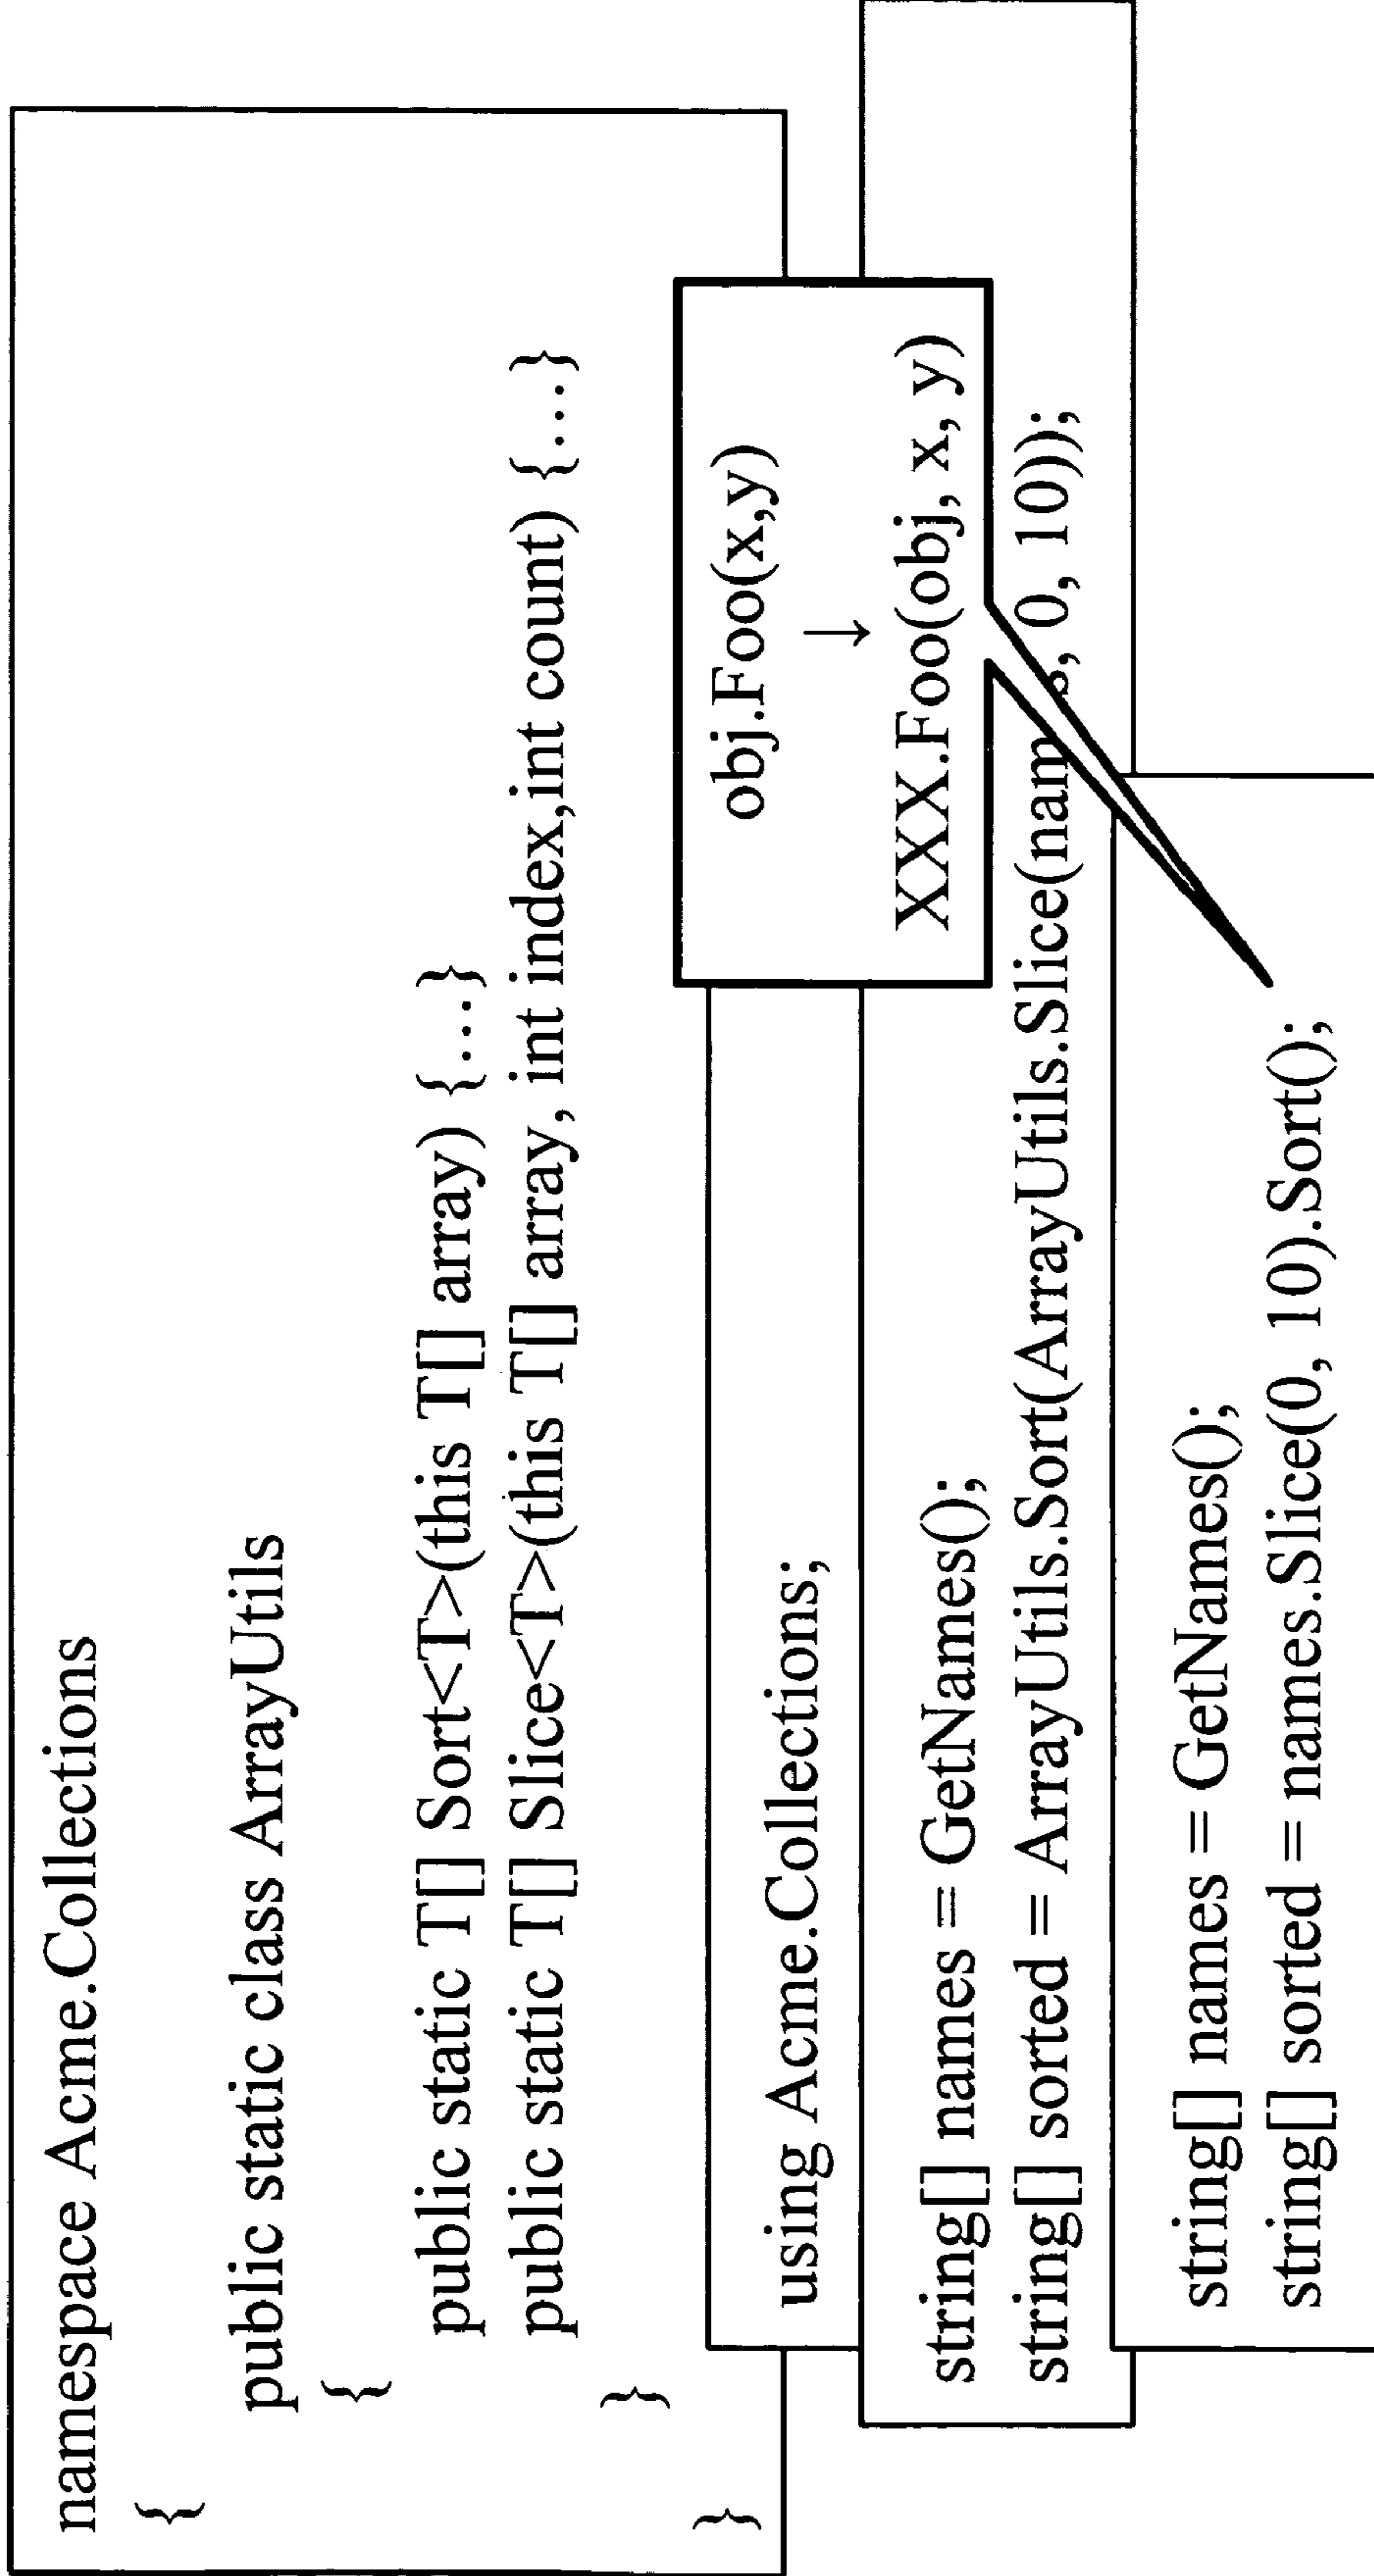 namespace Acme.Collections
{
public static class ArrayUtils
{
public static T[] Sort<T>(this T[] array) {…}
public static T[] Slice<T>(this T[] array, int index,int count) {…}
}
}
using Acme.Collections;
obj.Foo(x,y)
↓
XXX.Foo(obj, x, y)
string[] names = GetNames();
string[] sorted = ArrayUtils.Sort(ArrayUtils.Slice(nam s, 0, 10));
string[] names = GetNames();
string[] sorted = names.Slice(0, 10).Sort();